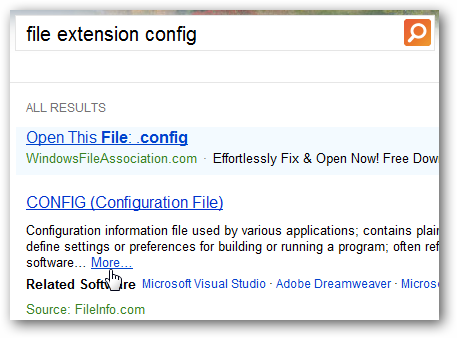 file extension config
ALL RESULTS
Open This File: .config
WindowsFileAssociation.com · Effortlessly Fix & Open Now! Free Dow
CONFIG (Configuration File)
Configuration information file used by various applications; contains plain
define settings or preferences for building or running a program; often ref
software... More...
Related Software Microsoft Visual Studio · Adobe Dreamweaver · Micros
Source: FileInfo.com